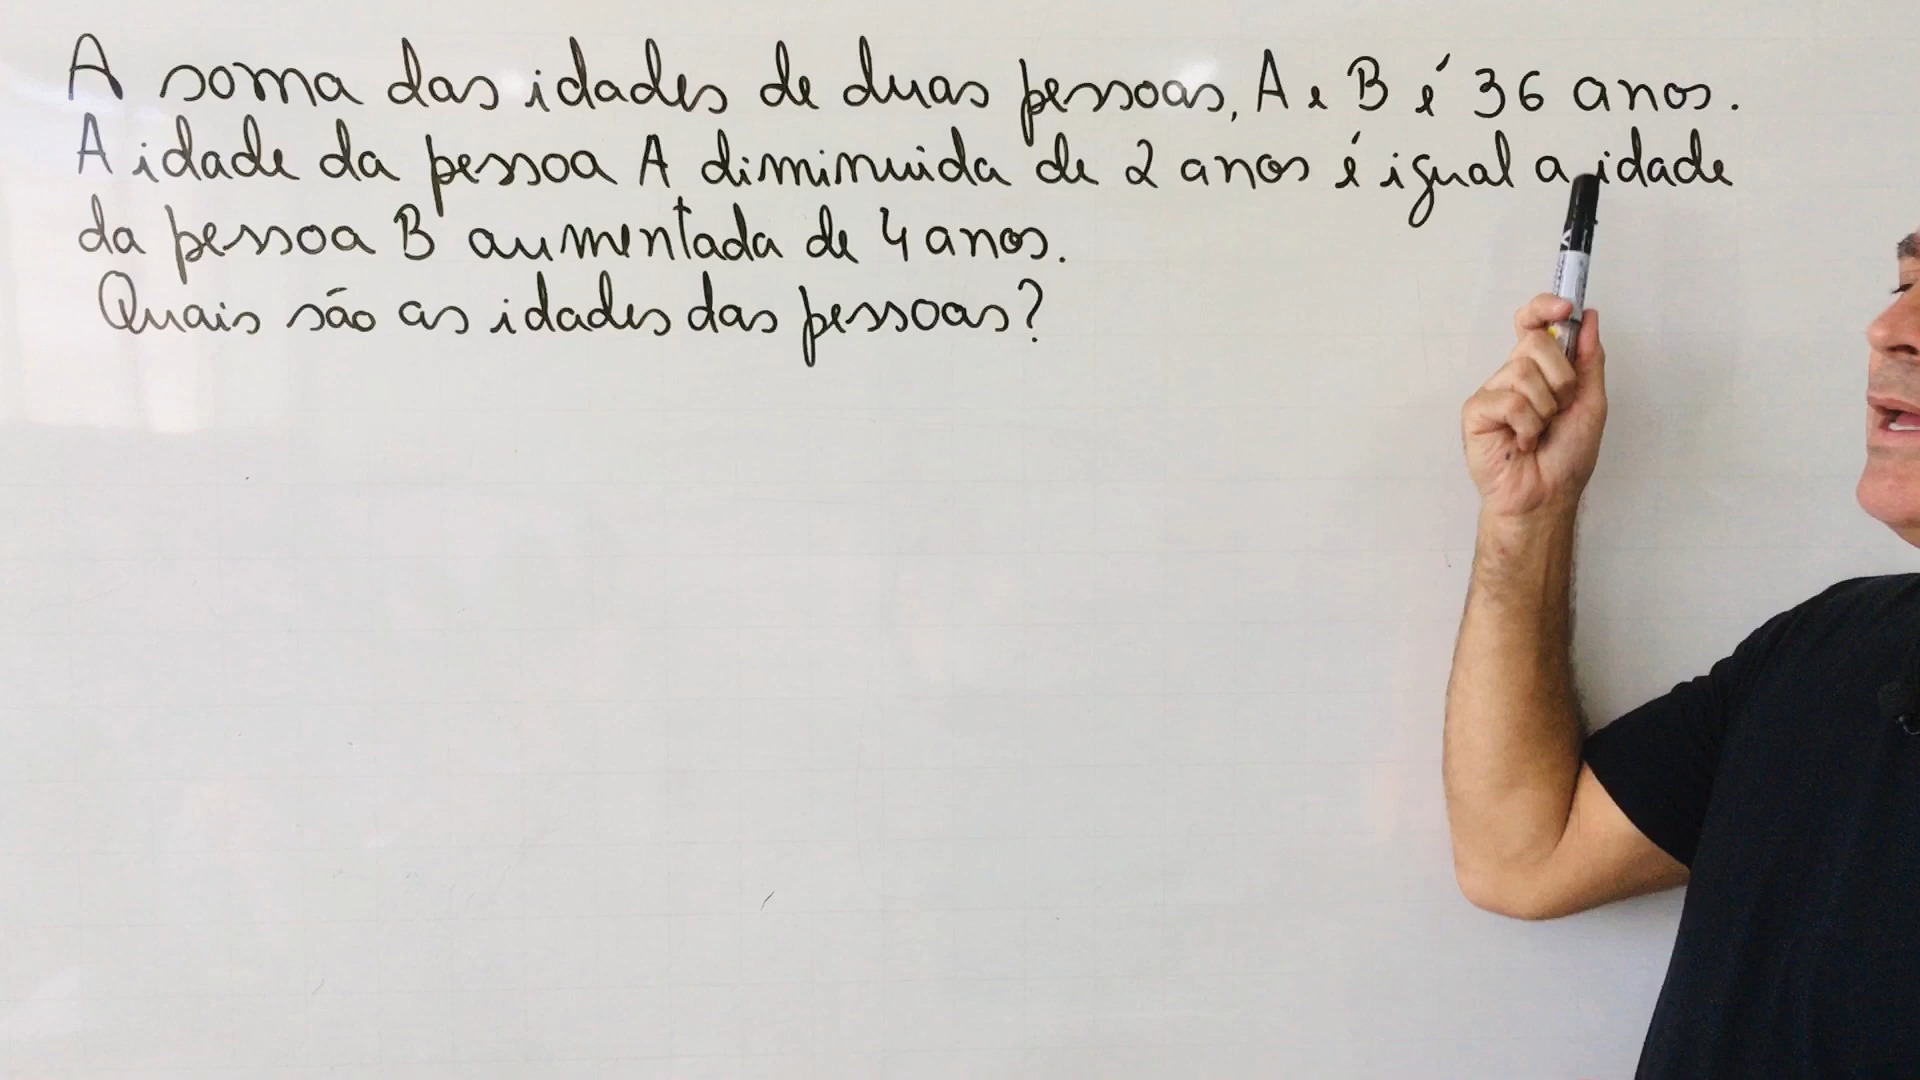 A soma das idades de duas pessoas, A e B é 36 anos.
A idade da pessoa A diminuida de 2 anos é igual a idade
da pessoa B aumentada de 4 anos.
Quais são as idades das pessoas?